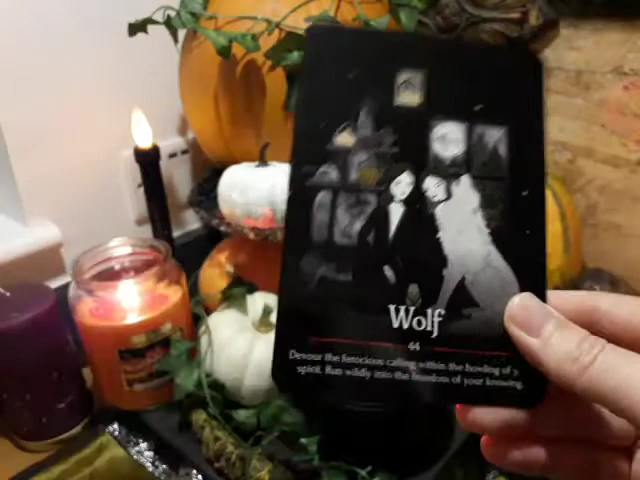 Wolf
44
Devour the ferocious calling within the howling of a
spirit. Run wildly into the freedom of your knowing.